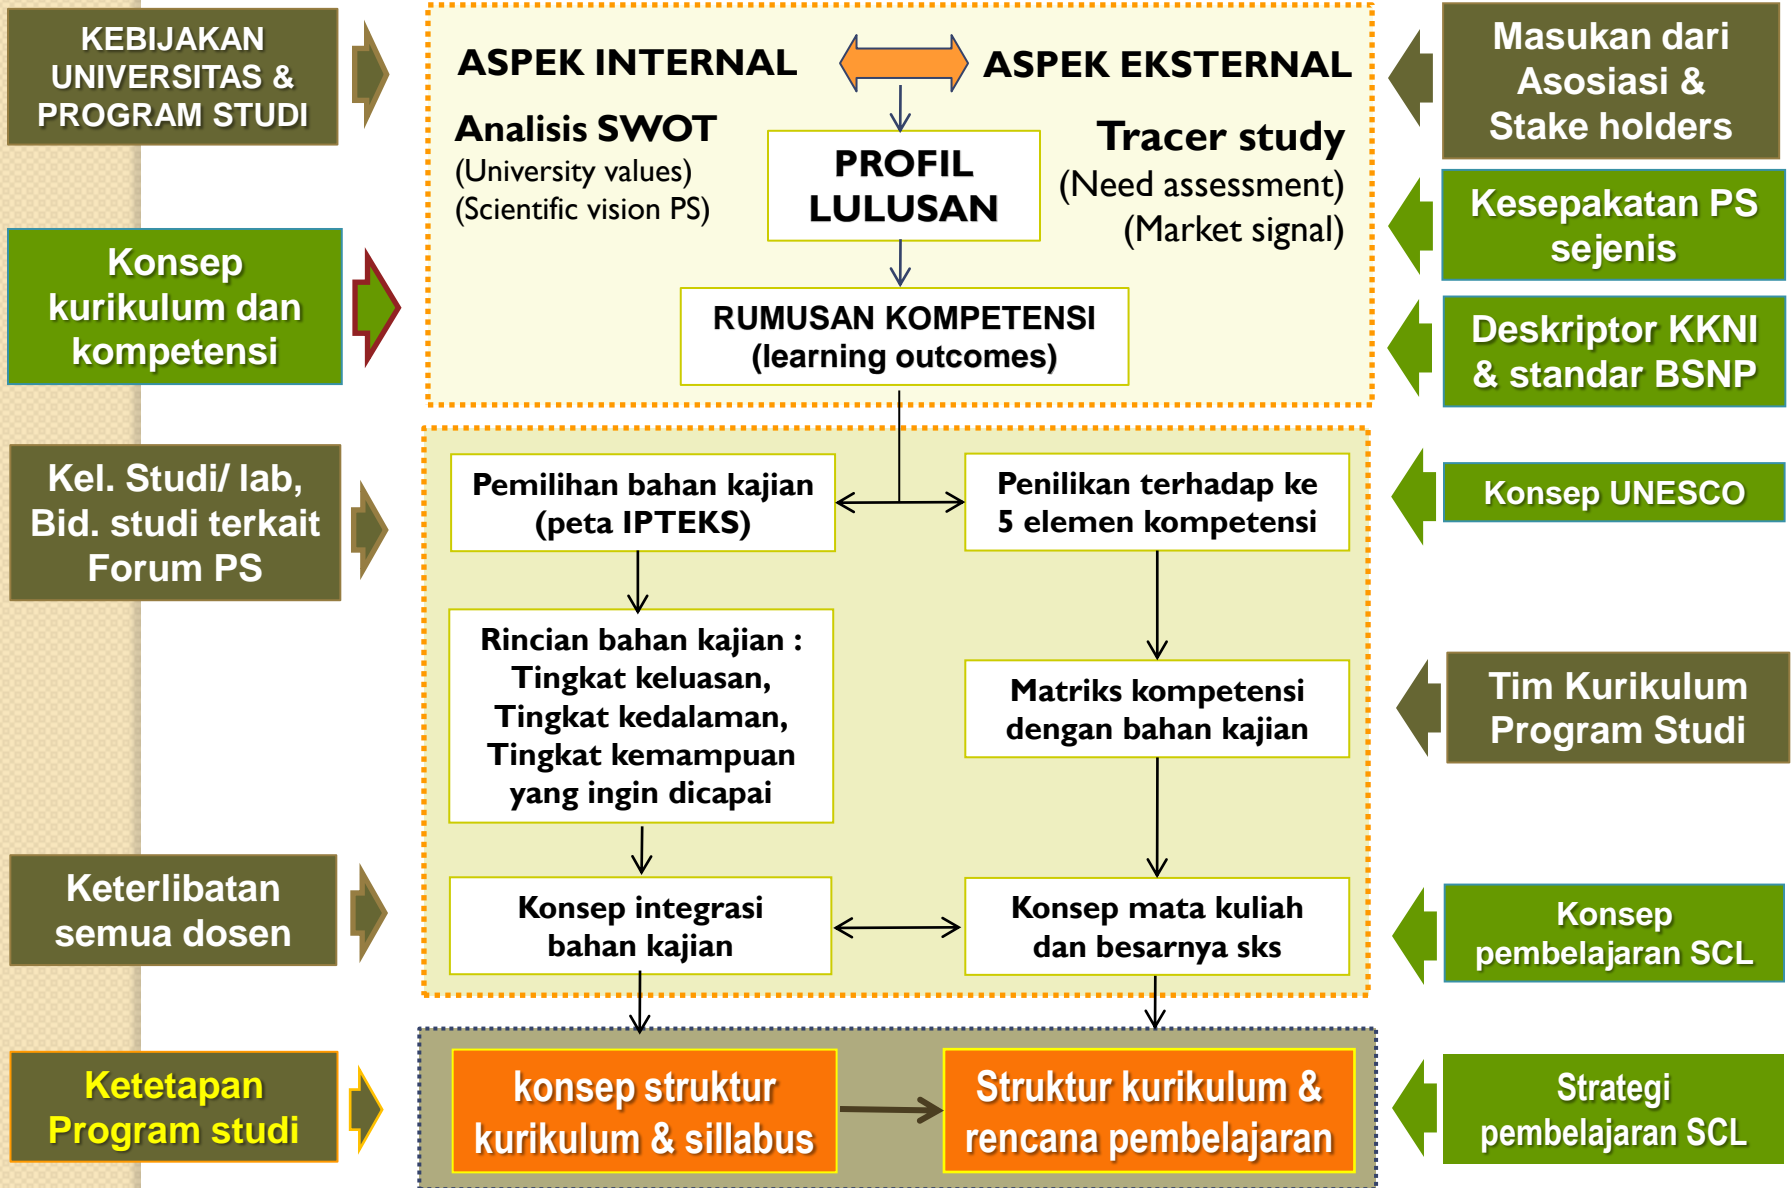 KEBIJAKAN
UNIVERSITAS &
PROGRAM STUDI
ASPEK INTERNAL
ASPEK EKSTERNAL
Masukan dari
Asosiasi &
Stake holders
Analisis SWOT
(University values)
(Scientific vision PS)
PROFIL
LULUSAN
Tracer study
(Need assessment)
(Market signal)
Kesepakatan PS
sejenis
Konsep
kurikulum dan
kompetensi
RUMUSAN KOMPETENSI
(learning outcomes)
Deskriptor KKNI
& standar BSNP
Kel. Studi/ lab,
Bid. studi terkait
Forum PS
Pemilihan bahan kajian
(peta IPTEKS)
Penilikan terhadap ke
5 elemen kompetensi
Konsep UNESCO
Rincian bahan kajian :
Tingkat keluasan,
Tingkat kedalaman,
Tingkat kemampuan
yang ingin dicapai
Matriks kompetensi
dengan bahan kajian
Tim Kurikulum
Program Studi
Keterlibatan
semua dosen
Konsep integrasi
bahan kajian
Konsep mata kuliah
dan besarnya sks
Konsep
pembelajaran SCL
Ketetapan
Program studi
konsep struktur
kurikulum & sillabus
Struktur kurikulum &
rencana pembelajaran
Strategi
pembelajaran SCL